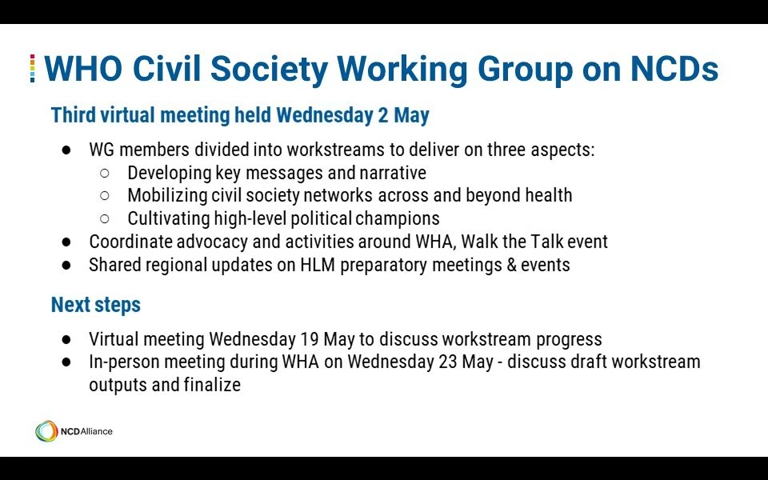 WHO Civil Society Working Group on NCDs
Third virtual meeting held Wednesday 2 May
● WG members divided into workstreams to deliver on three aspects:
○ Developing key messages and narrative
○ Mobilizing civil society networks across and beyond health
○ Cultivating high-level political champions
● Coordinate advocacy and activities around WHA, Walk the Talk event
● Shared regional updates on HLM preparatory meetings & events
Next steps
● Virtual meeting Wednesday 19 May to discuss workstream progress
● In-person meeting during WHA on Wednesday 23 May - discuss draft workstream
outputs and finalize
NCDAlliance